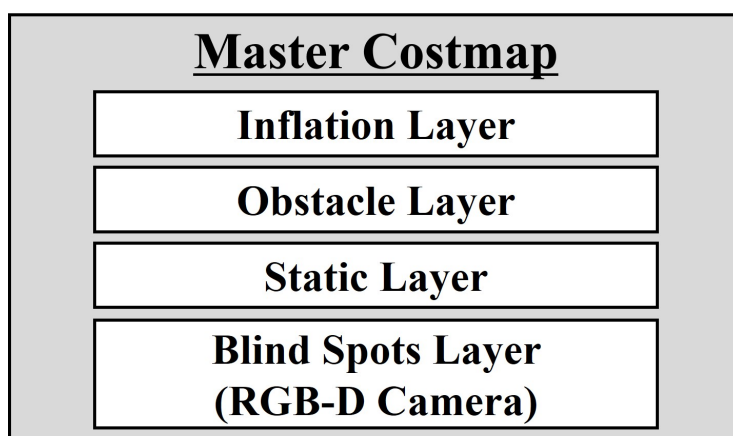 Master Costmap
Inflation Layer
Obstacle Layer
Static Layer
Blind Spots Layer
(RGB-D Camera)